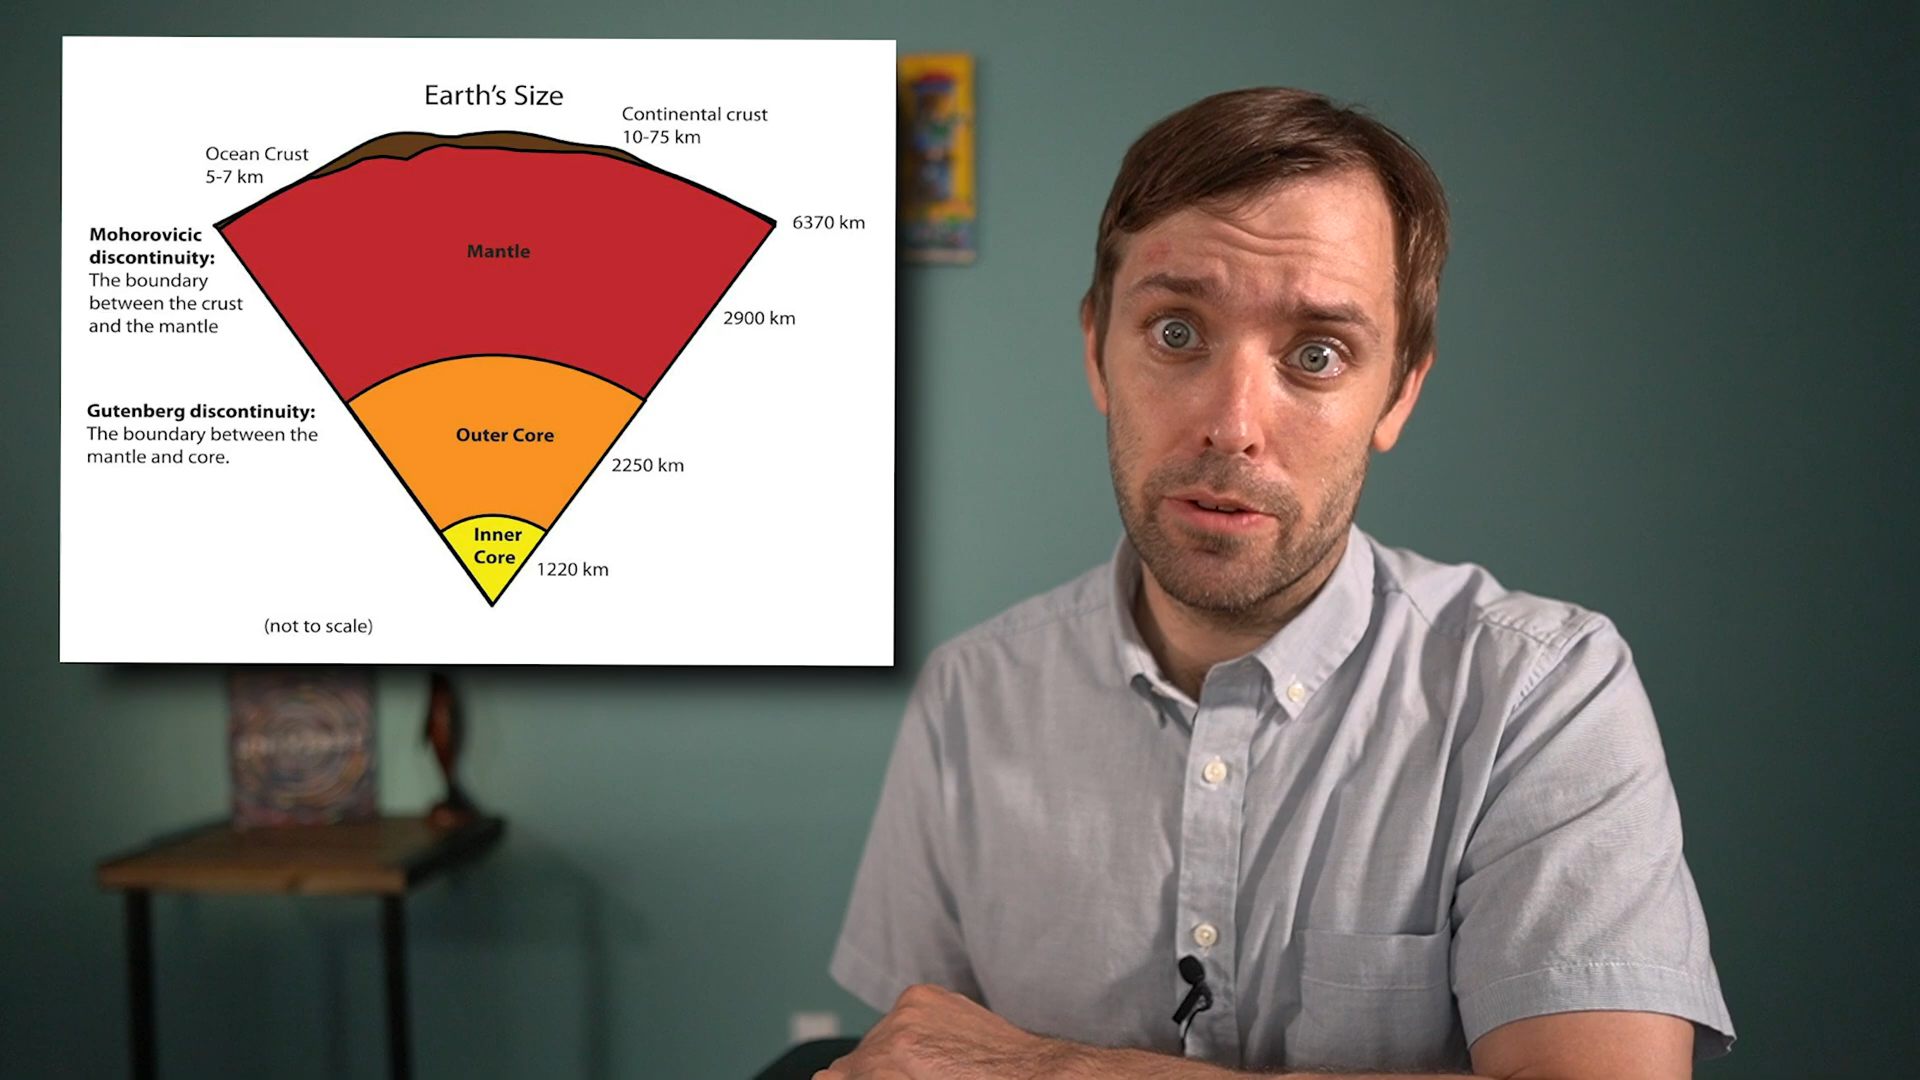 Earth's Size
Continental crust
10-75 km
Ocean Crust
5-7 km
6370 km
Mohorovicic
discontinuity:
The boundary
between the crust
and the mantle
Mantle
2900 km
Gutenberg discontinuity:
The boundary between the
mantle and core.
Outer Core
2250 km
Inner
Core
1220 km
(not to scale)